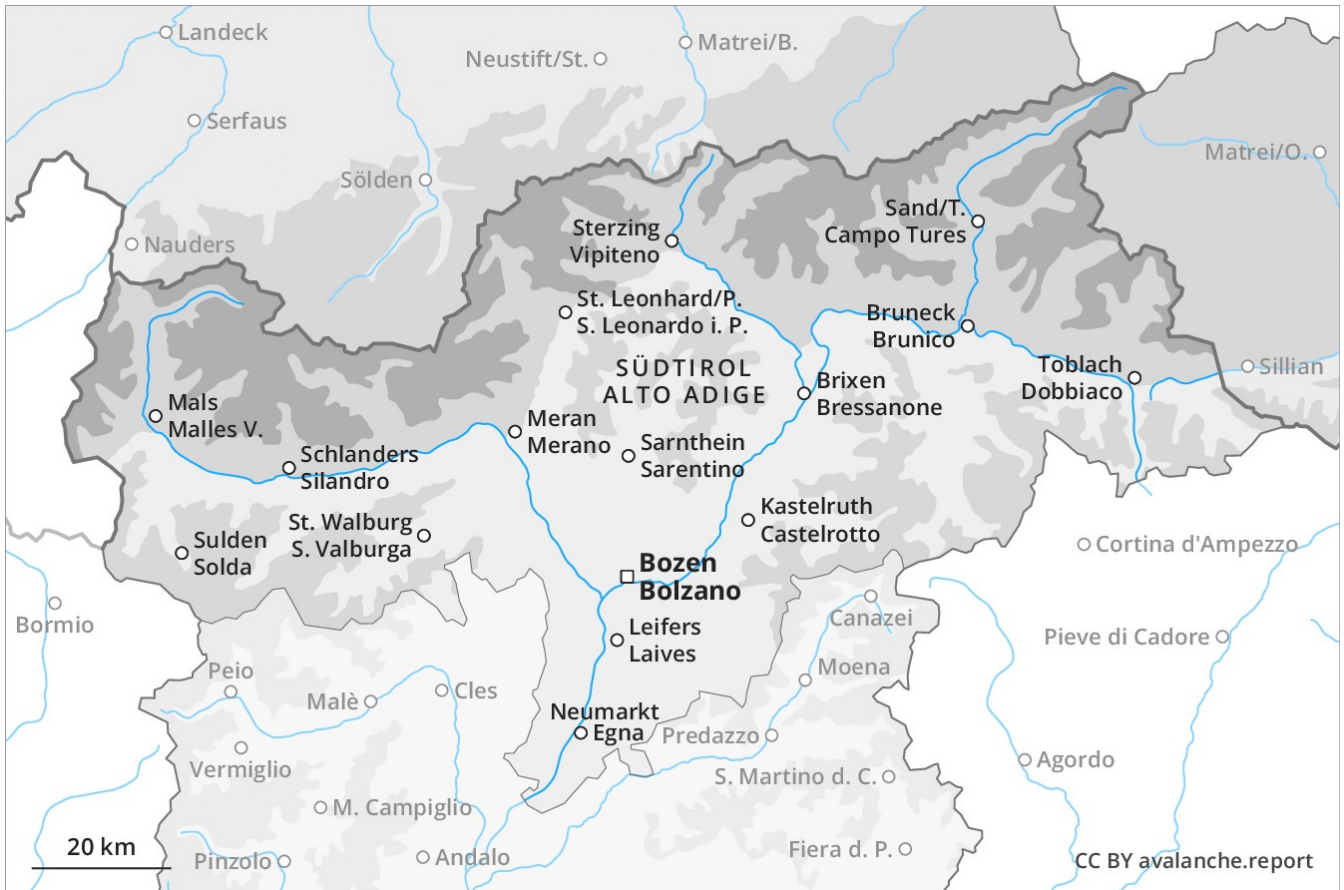 Landeck
Neustift/St.
Matrei/B.
Serfaus
Matrei/O.
Sölden
Nauders
Sand/T.
Campo Tures
Sterzing
Vipiteno
St. Leonhard/P.
S. Leonardo i. P.
Bruneck
Brunico
SÜDTIROL
ALTO ADIGE
Toblach
Dobbiaco
Sillian
Brixen
Bressanone
Mals
Malles V.
Meran
Merano
Sarnthein
Sarentino
Schlanders
Silandro
Kastelruth
Castelrotto
St. Walburg
S. Valburga
Sulden
Solda
Cortina d'Ampezzo
Bozen
Bolzano
Bormio
Canazei
Leifers
Laives
Pieve di Cadore
Peio
Moena
Malè
Cles
Neumarkt
Egna
Predazzo
Vermiglio
S. Martino d. C.
Agordo
M. Campiglio
20 km
Pinzolo
Andalo
Fiera d. P.
CC BY avalanche.report